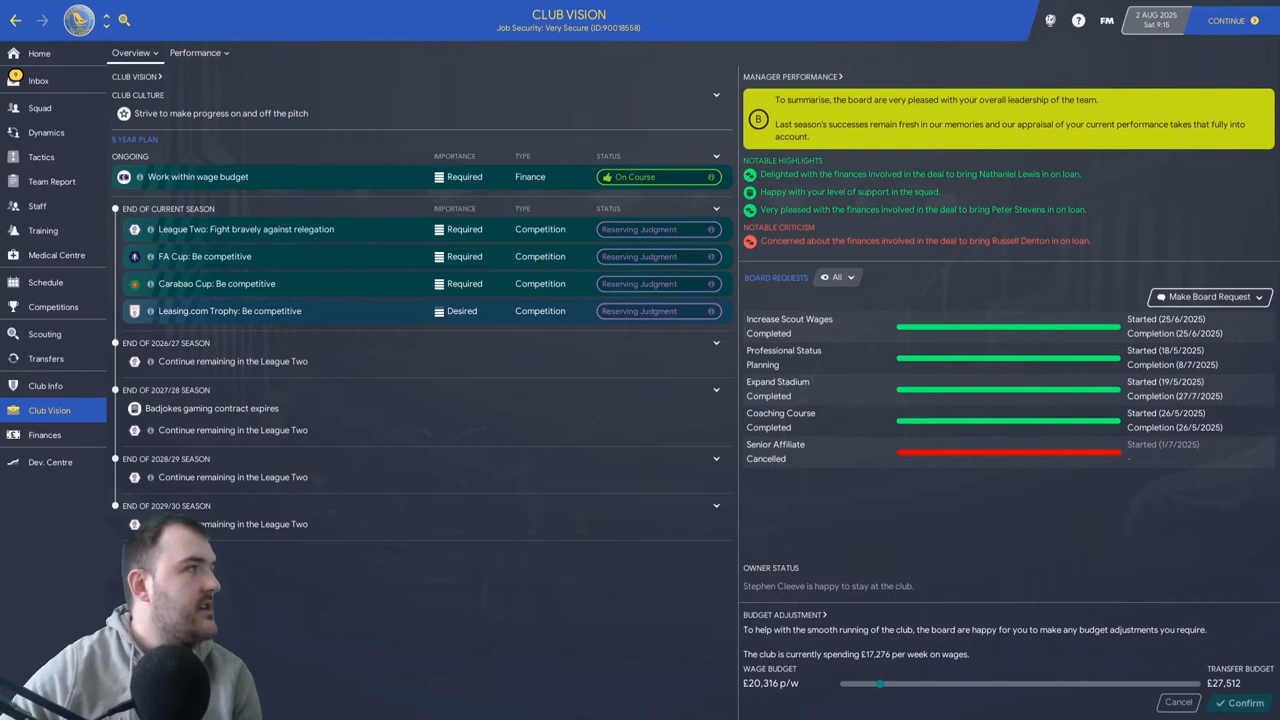 CLUB VISION
Job Security: Very Secure (ID:90018558)
FM
2 AUG 2025
Sat 9:15
CONTINUE
Home
9
Inbox
Squad
Dynamics
Tactics
Team Report
Staff
Training
Medical Centre
Schedule
Competitions
Scouting
Transfers
Club Info
Club Vision
Finances
Dev. Centre
Overview
Performance
CLUB VISION
CLUB CULTURE
Strive to make progress on and off the pitch
5 YEAR PLAN
ONGOING IMPORTANCE TYPE STATUS
Work within wage budget Required Finance On Course
END OF CURRENT SEASON IMPORTANCE TYPE STATUS
League Two: Fight bravely against relegation Required Competition Reserving Judgment
FA Cup: Be competitive Required Competition Reserving Judgment
Carabao Cup: Be competitive Required Competition Reserving Judgment
Leasing.com Trophy: Be competitive Desired Competition Reserving Judgment
END OF 2026/27 SEASON
Continue remaining in the League Two
END OF 2027/28 SEASON
Badjokes gaming contract expires
Continue remaining in the League Two
END OF 2028/29 SEASON
Continue remaining in the League Two
END OF 2029/30 SEASON
remaining in the League Two
MANAGER PERFORMANCE
B
To summarise, the board are very pleased with your overall leadership of the team.
Last season's successes remain fresh in our memories and our appraisal of your current performance takes that fully into
account.
NOTABLE HIGHLIGHTS
Delighted with the finances involved in the deal to bring Nathaniel Lewis in on loan.
Happy with your level of support in the squad.
Very pleased with the finances involved in the deal to bring Peter Stevens in on loan.
NOTABLE CRITICISM
Concerned about the finances involved in the deal to bring Russell Denton in on loan.
BOARD REQUESTS All
Make Board Request
Increase Scout Wages Started (25/6/2025)
Completed Completion (25/6/2025)
Professional Status Started (18/5/2025)
Planning Completion (8/7/2025)
Expand Stadium Started (19/5/2025)
Completed Completion (27/7/2025)
Coaching Course Started (26/5/2025)
Completed Completion (26/5/2025)
Senior Affiliate Started (1/7/2025)
Cancelled -
OWNER STATUS
Stephen Cleeve is happy to stay at the club.
BUDGET ADJUSTMENT
To help with the smooth running of the club, the board are happy for you to make any budget adjustments you require.
The club is currently spending £17,276 per week on wages.
WAGE BUDGET TRANSFER BUDGET
£20,316 p/w £27,512
Cancel Confirm